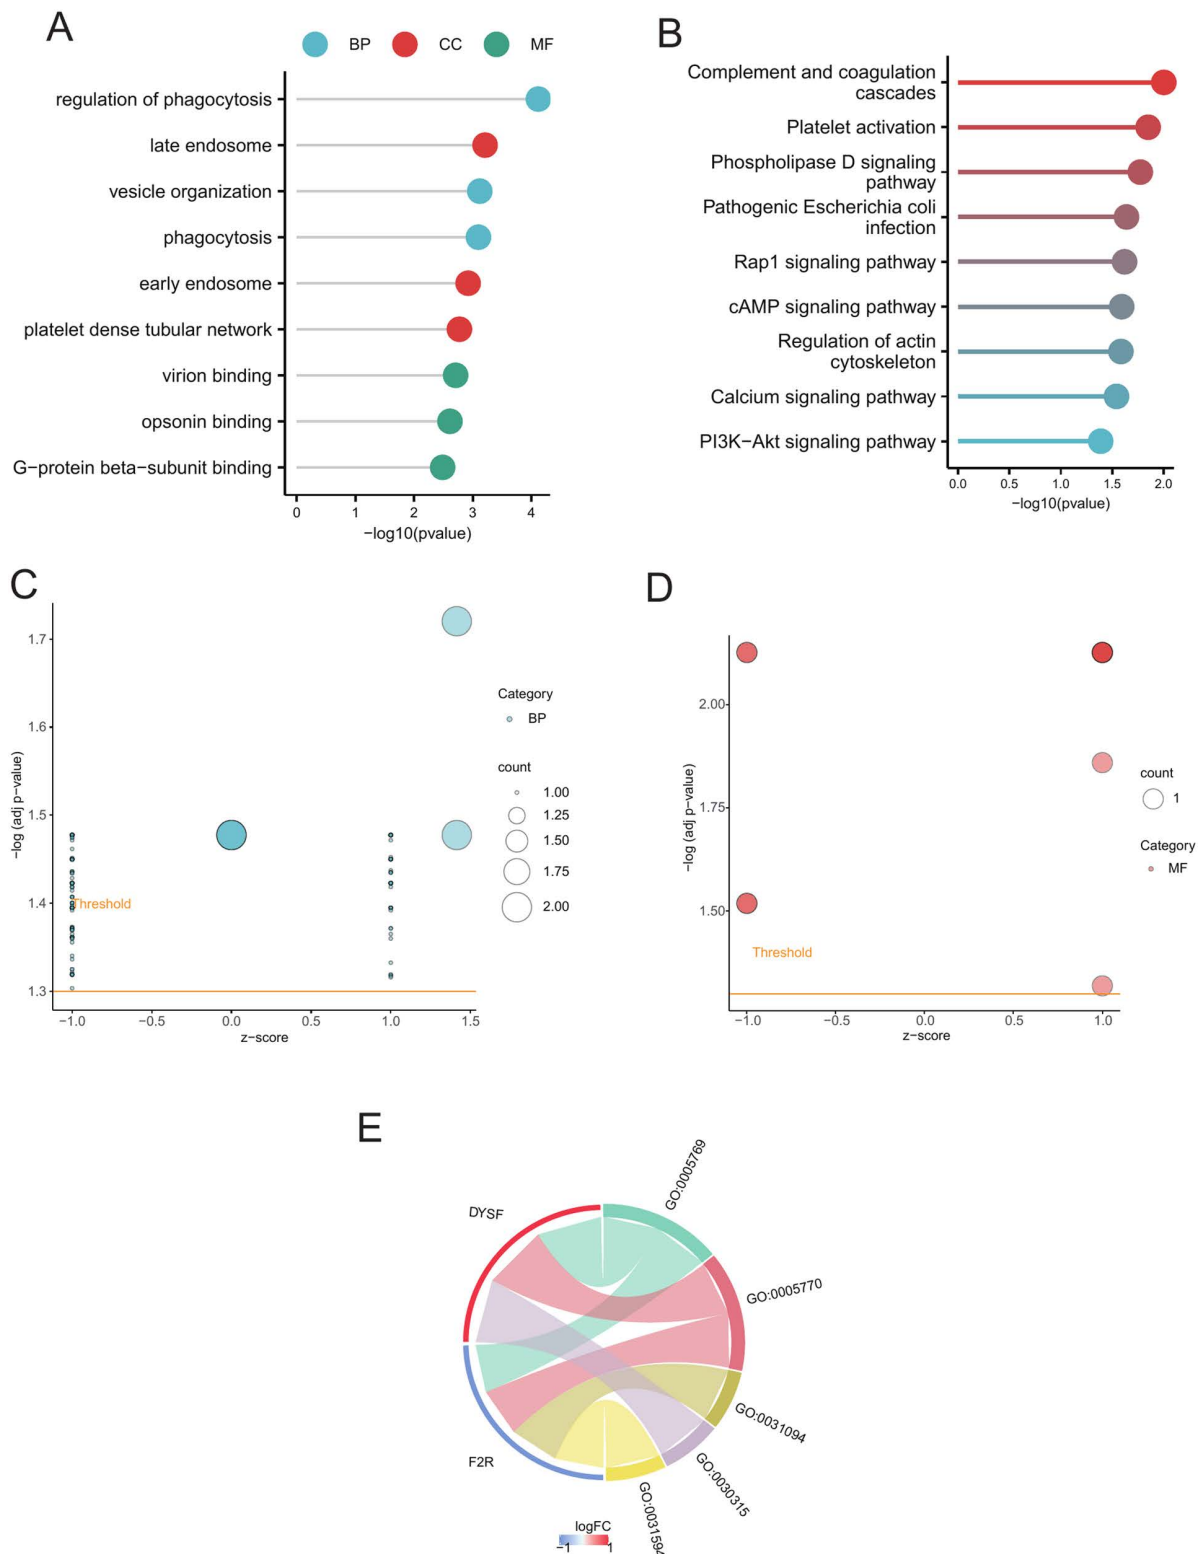 A
BP CC MF
regulation of phagocytosis
late endosome
vesicle organization
phagocytosis
early endosome
platelet dense tubular network
virion binding
opsonin binding
G−protein beta−subunit binding
0 1 2 3 4
−log10(pvalue)
B
Complement and coagulation
cascades
Platelet activation
Phospholipase D signaling
pathway
Pathogenic Escherichia coli
infection
Rap1 signaling pathway
cAMP signaling pathway
Regulation of actin
cytoskeleton
Calcium signaling pathway
PI3K−Akt signaling pathway
0.0 0.5 1.0 1.5 2.0
−log10(pvalue)
C
−log (adj p−value)
1.7
1.6
1.5
1.4
1.3
Threshold
−1.0 −0.5 0.0 0.5 1.0 1.5
z−score
Category
BP
count
1.00
1.25
1.50
1.75
2.00
D
−log (adj p−value)
2.00
1.75
1.50
Threshold
−1.0 −0.5 0.0 0.5 1.0
z−score
count
1
Category
MF
E
DYSF
F2R
GO:0005769
GO:0005770
GO:0031094
GO:0030315
GO:0031594
logFC
−1 1